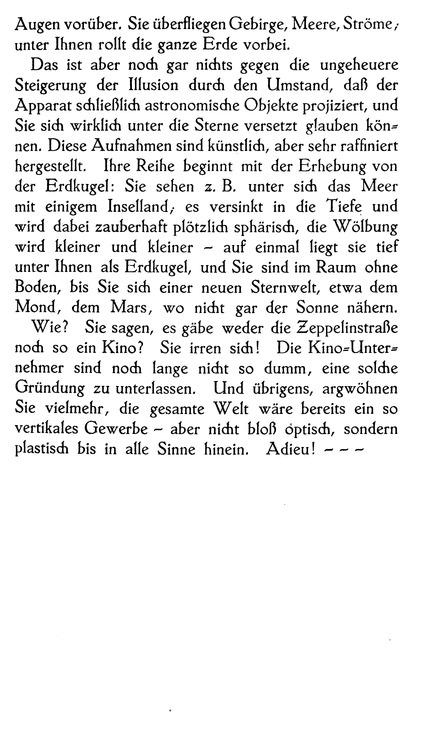 Augen vorüber. Sie überfliegen Gebirge, Meere, Ströme;
unter Ihnen rollt die ganze Erde vorbei.
Das ist aber noch gar nichts gegen die ungeheuere
Steigerung der Illusion durch den Umstand, daß der
Apparat schließlich astronomische Objekte projiziert, und
Sie sich wirklich unter die Sterne versetzt glauben kön-
nen. Diese Aufnahmen sind künstlich, aber sehr raffiniert
hergestellt. Ihre Reihe beginnt mit der Erhebung von
der Erdkugel: Sie sehen z. B. unter sich das Meer
mit einigem Inselland; es versinkt in die Tiefe und
wird dabei zauberhaft plötzlich sphärisch, die Wölbung
wird kleiner und kleiner – auf einmal liegt sie tief
unter Ihnen als Erdkugel, und Sie sind im Raum ohne
Boden, bis Sie sich einer neuen Sternwelt, etwa dem
Mond, dem Mars, wo nicht gar der Sonne nähern.
Wie? Sie sagen, es gäbe weder die Zeppelinstraße
noch so ein Kino? Sie irren sich! Die Kino-Unter-
nehmer sind noch lange nicht so dumm, eine solche
Gründung zu unterlassen. Und übrigens, argwöhnen
Sie vielmehr, die gesamte Welt wäre bereits ein so
vertikales Gewerbe – aber nicht bloß optisch, sondern
plastisch bis in alle Sinne hinein. Adieu! – – –